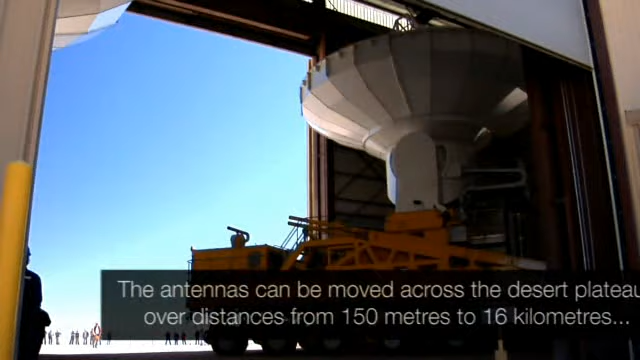 The antennas can be moved across the desert plateau
over distances from 150 metres to 16 kilometres...